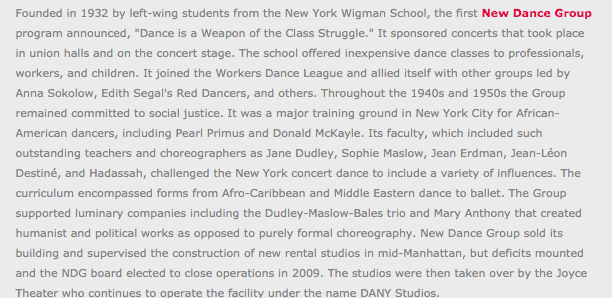 Founded in 1932 by left-wing students from the New York Wigman School, the first New Dance Group
program announced, "Dance is a Weapon of the Class Struggle." It sponsored concerts that took place
in union halls and on the concert stage. The school offered inexpensive dance classes to professionals,
workers, and children. It joined the Workers Dance League and allied itself with other groups led by
Anna Sokolow, Edith Segal's Red Dancers, and others. Throughout the 1940s and 1950s the Group
remained committed to social justice. It was a major training ground in New York City for African-
American dancers, including Pearl Primus and Donald McKayle. Its faculty, which included such
outstanding teachers and choreographers as Jane Dudley, Sophie Maslow, Jean Erdman, Jean-Léon
Destiné, and Hadassah, challenged the New York concert dance to include a variety of influences. The
curriculum encompassed forms from Afro-Caribbean and Middle Eastern dance to ballet. The Group
supported luminary companies including the Dudley-Maslow-Bales trio and Mary Anthony that created
humanist and political works as opposed to purely formal choreography. New Dance Group sold its
building and supervised the construction of new rental studios in mid-Manhattan, but deficits mounted
and the NDG board elected to close operations in 2009. The studios were then taken over by the Joyce
Theater who continues to operate the facility under the name DANY Studios.